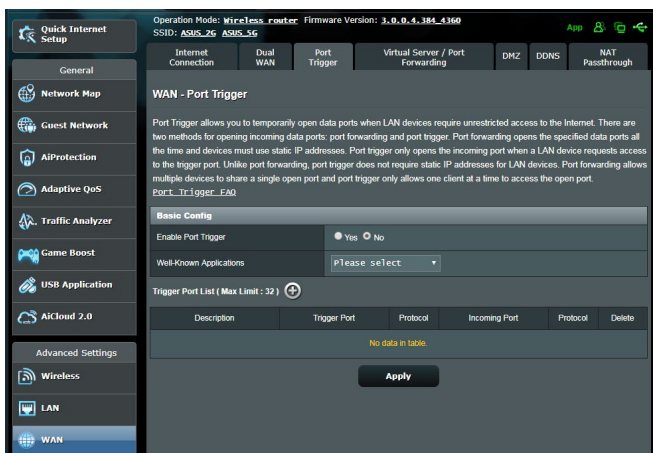 Operation Mode: Wireless router Firmware Version: 3.0.0.4.384_4360
SSID: ASUS_2G ASUS_5G
App
Quick Internet
Setup
General
Network Map
Guest Network
AiProtection
Adaptive QoS
Traffic Analyzer
Game Boost
USB Application
AiCloud 2.0
Advanced Settings
Wireless
LAN
WAN
Internet
Connection
Dual
WAN
Port
Trigger
Virtual Server / Port
Forwarding
DMZ
DDNS
NAT
Passthrough
WAN - Port Trigger
Port Trigger allows you to temporarily open data ports when LAN devices require unrestricted access to the Internet. There are
two methods for opening incoming data ports: port forwarding and port trigger. Port forwarding opens the specified data ports all
the time and devices must use static IP addresses. Port trigger only opens the incoming port when a LAN device requests access
to the trigger port. Unlike port forwarding, port trigger does not require static IP addresses for LAN devices. Port forwarding allows
multiple devices to share a single open port and port trigger only allows one client at a time to access the open port.
Port Trigger FAQ
Basic Config
Enable Port Trigger
Yes
No
Well-Known Applications
Please select
Trigger Port List ( Max Limit : 32 )
Description
Trigger Port
Protocol
Incoming Port
Protocol
Delete
No data in table.
Apply